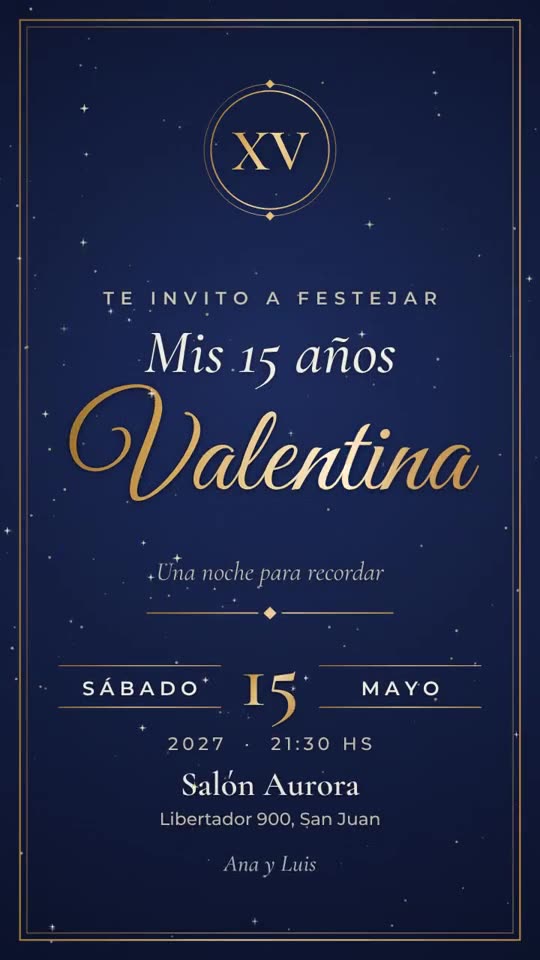 XV
TE INVITO A FESTEJAR
Mis 15 años
Valentina
Una noche para recordar
SÁBADO 15 MAYO
2027 · 21:30 HS
Salón Aurora
Libertador 900, San Juan
Ana y Luis